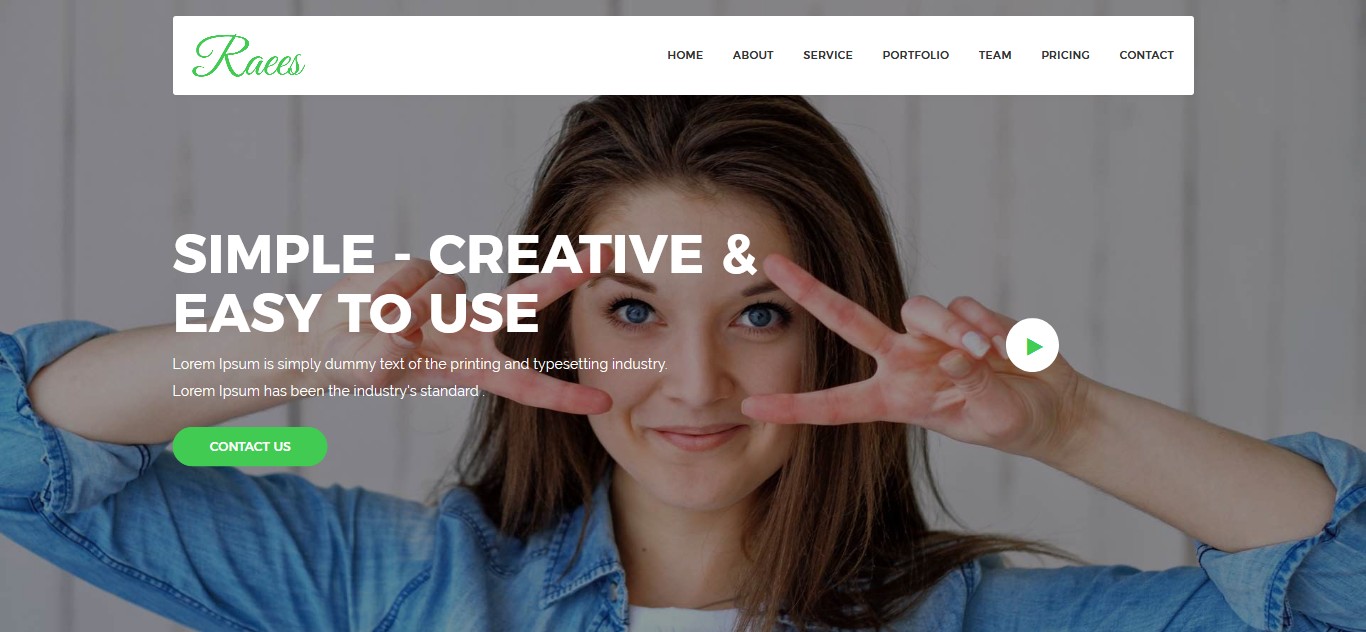 Raees
HOME ABOUT SERVICE PORTFOLIO TEAM PRICING CONTACT
SIMPLE - CREATIVE &
EASY TO USE
Lorem Ipsum is simply dummy text of the printing and typesetting industry.
Lorem Ipsum has been the industry's standard .
CONTACT US